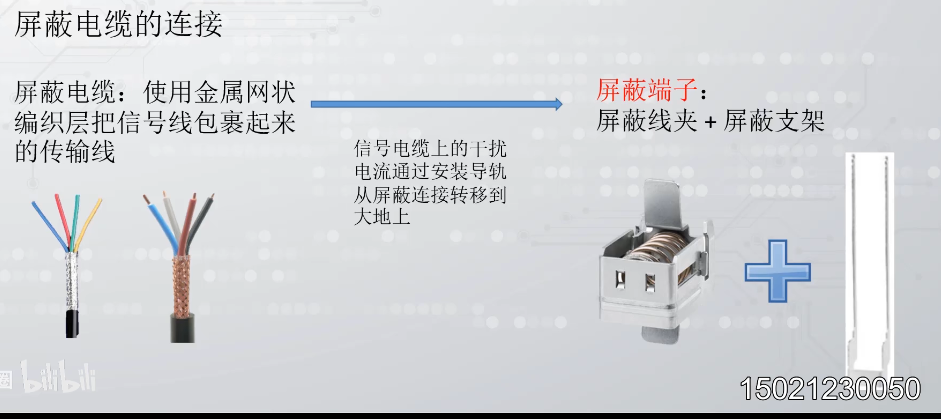 屏蔽电缆的连接
屏蔽电缆：使用金属网状
编织层把信号线包裹起来
的传输线
信号电缆上的干扰
电流通过安装导轨
从屏蔽连接转移到
大地上
屏蔽端子：
屏蔽线夹+屏蔽支架
圈 bilibili
15021230050